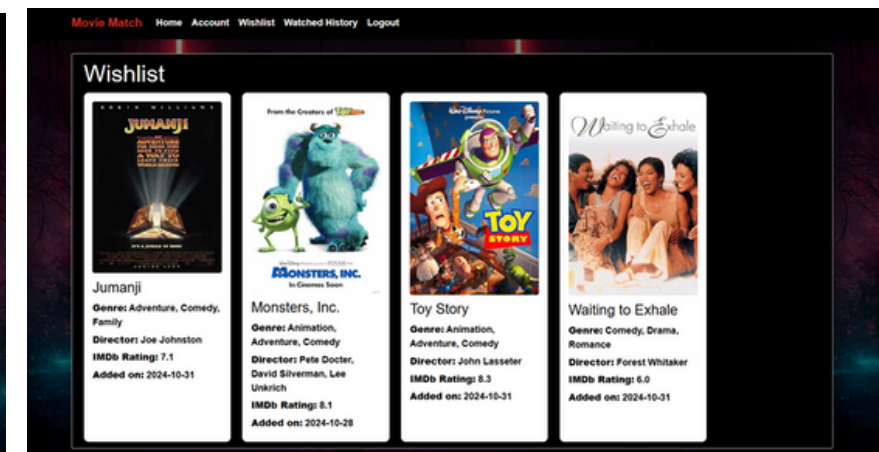 Movie Match Home Account Wishlist Watched History Logout
Wishlist
ROBIN WILLIAMS
JUMANJI
Jumanji
Genre: Adventure, Comedy,
Family
Director: Joe Johnston
IMDb Rating: 7.1
Added on: 2024-10-31
From the Creators of
MONSTERS, INC.
In Cinemas Soon
Monsters, Inc.
Genre: Animation,
Adventure, Comedy
Director: Pete Docter,
David Silverman, Lee
Unkrich
IMDb Rating: 8.1
Added on: 2024-10-28
TOY
STORY
Toy Story
Genre: Animation,
Adventure, Comedy
Director: John Lasseter
IMDb Rating: 8.3
Added on: 2024-10-31
Waiting to Exhale
Waiting to Exhale
Genre: Comedy, Drama,
Romance
Director: Forest Whitaker
IMDb Rating: 6.0
Added on: 2024-10-31